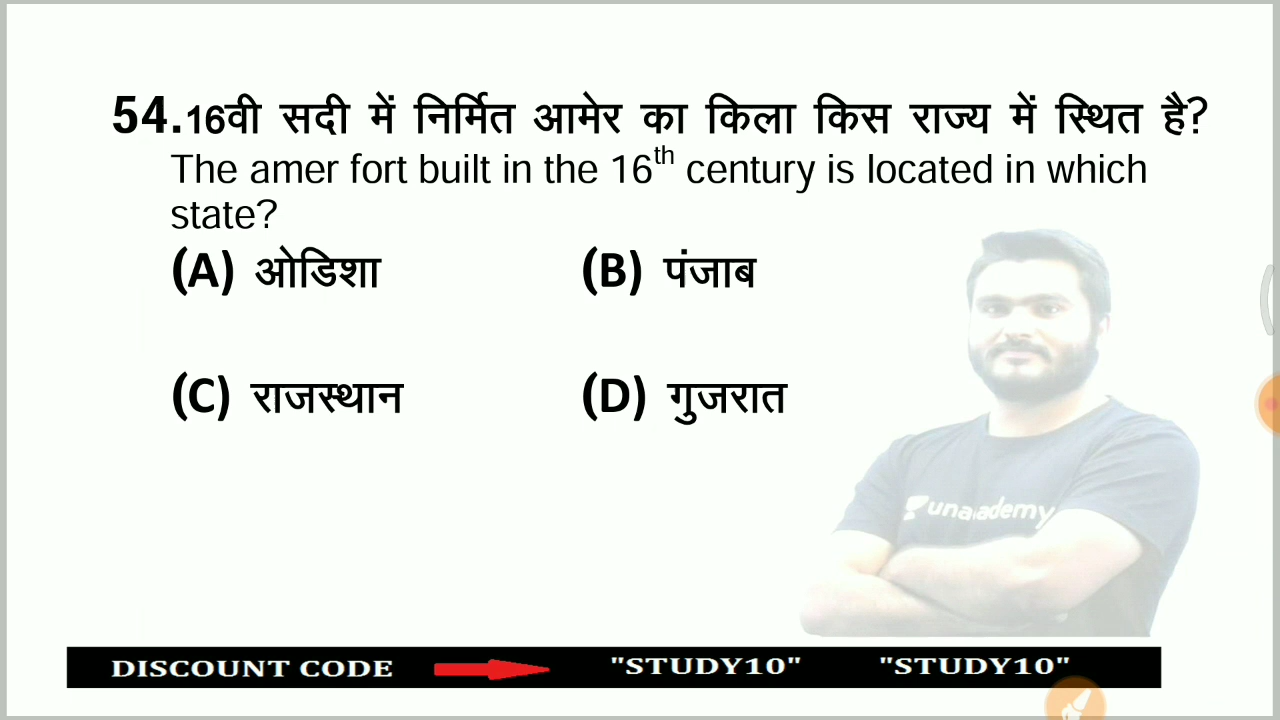 54.16वी सदी में निर्मित आमेर का किला किस राज्य में स्थित है?
The amer fort built in the 16th century is located in which
state?
(A) ओडिशा (B) पंजाब
(C) राजस्थान (D) गुजरात
unacademy
DISCOUNT CODE "STUDY10" "STUDY10"